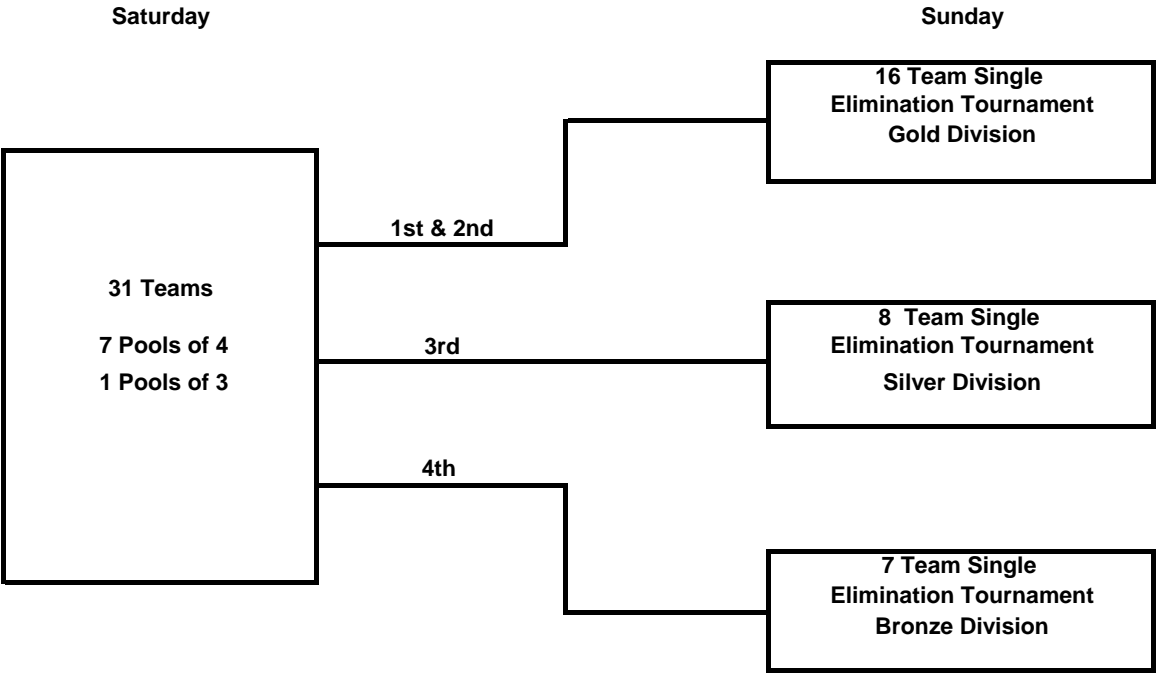 Saturday
Sunday
16 Team Single
Elimination Tournament
Gold Division
1st & 2nd
31 Teams
7 Pools of 4
1 Pools of 3
3rd
8  Team Single
Elimination Tournament
Silver Division
4th
7 Team Single
Elimination Tournament
Bronze Division